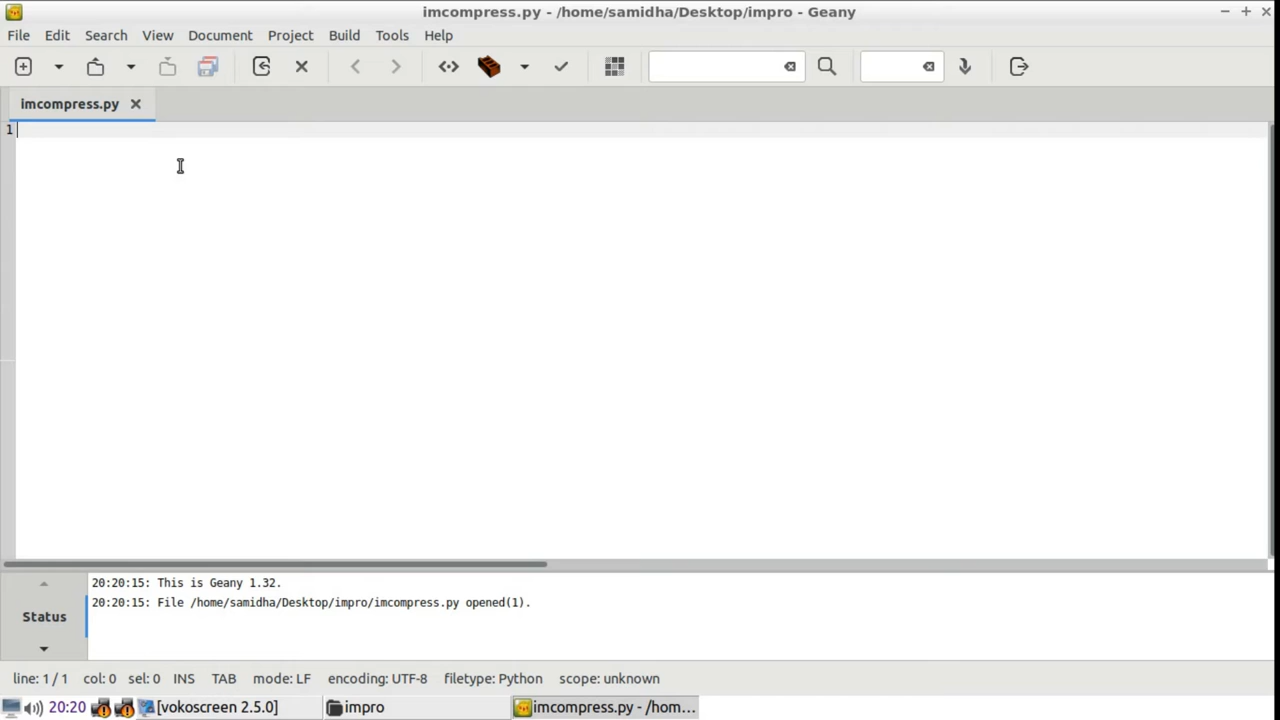 imcompress.py - /home/samidha/Desktop/impro - Geany
File Edit Search View Document Project Build Tools Help
imcompress.py
1
20:20:15: This is Geany 1.32.
20:20:15: File /home/samidha/Desktop/impro/imcompress.py opened(1).
Status
line: 1 / 1 col: 0 sel: 0 INS TAB mode: LF encoding: UTF-8 filetype: Python scope: unknown
20:20 [vokoscreen 2.5.0] impro imcompress.py - /hom...